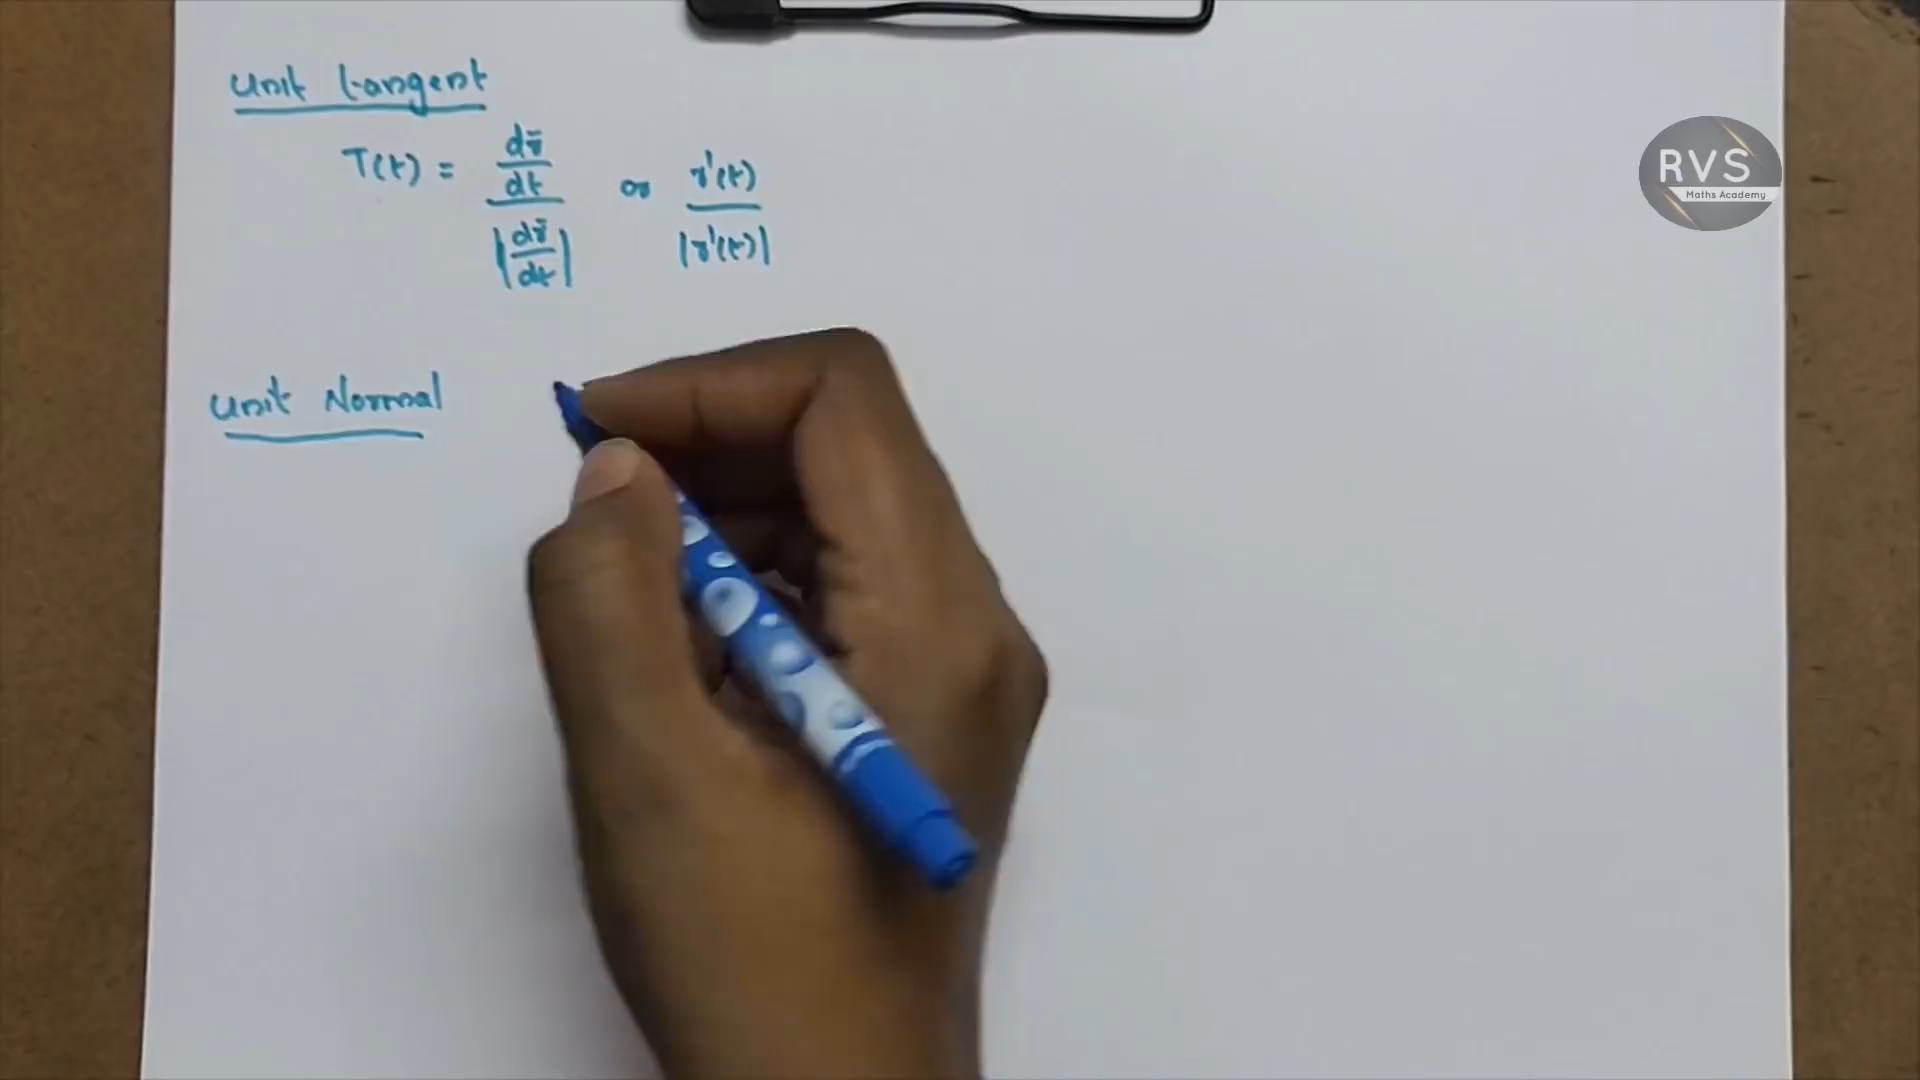 Unit tangent
T(t) = dr̄/dt / |dr̄/dt| or r'(t) / |r'(t)|
Unit Normal
RVS
Maths Academy